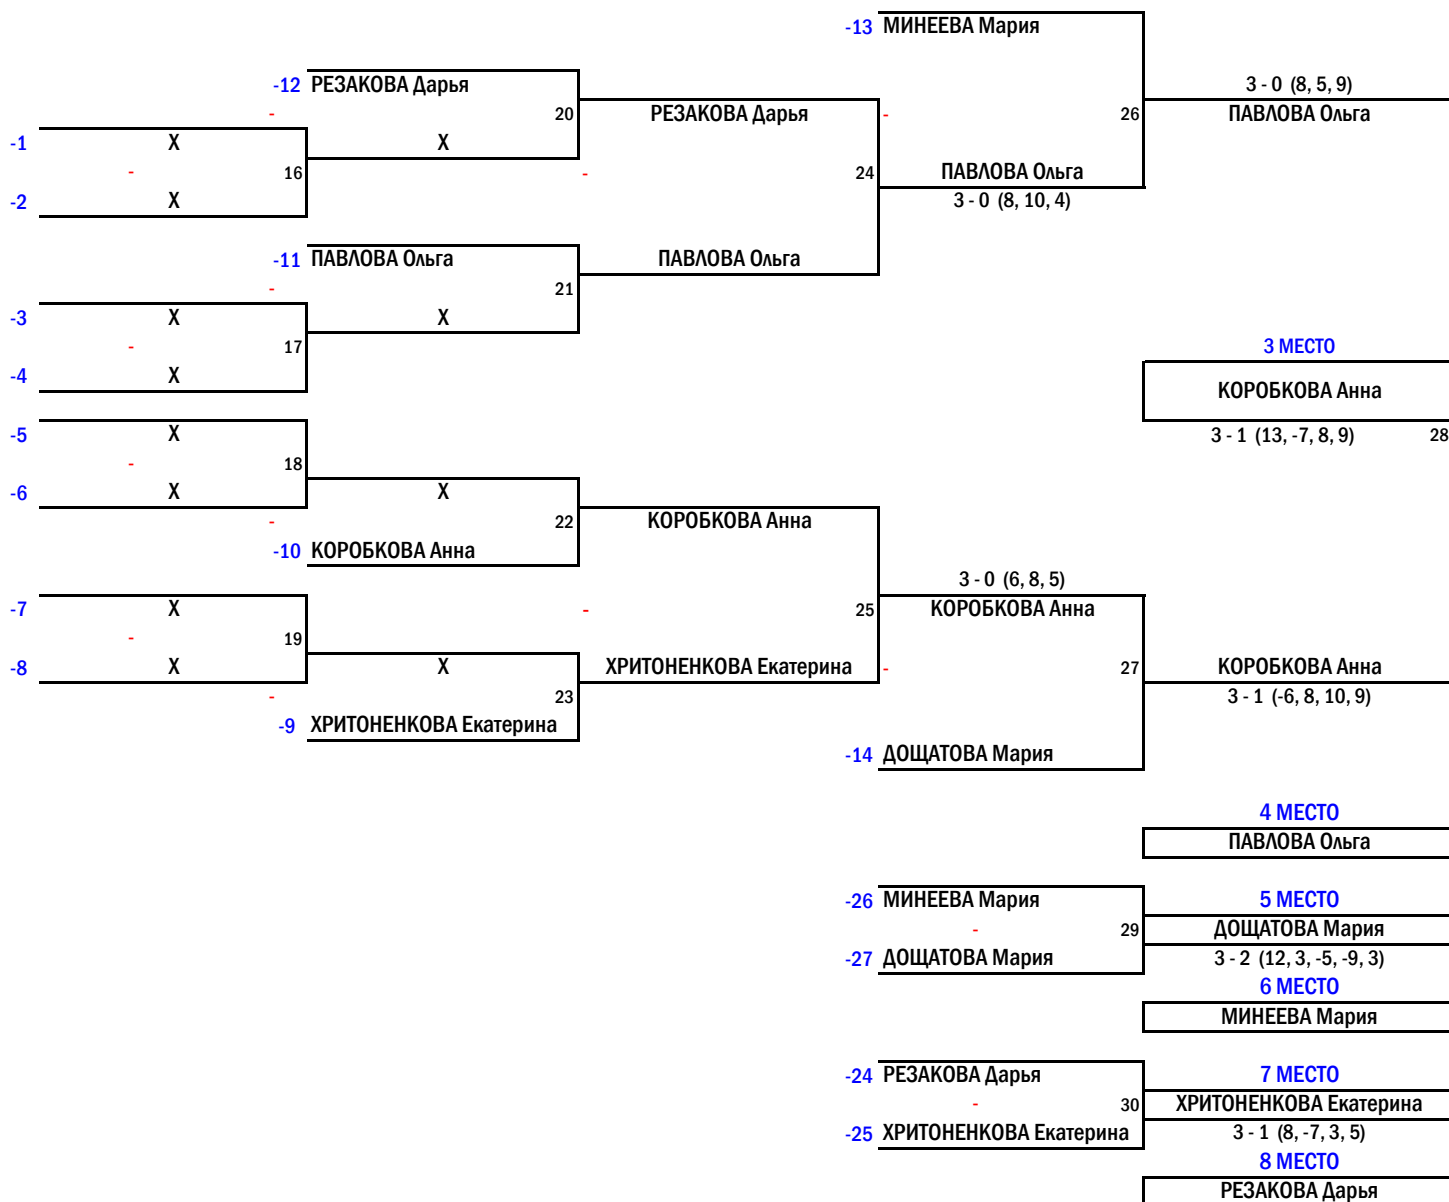 -13 МИНЕЕВА Мария
-12 РЕЗАКОВА Дарья
3 - 0 (8, 5, 9)
-
20
РЕЗАКОВА Дарья
-
26
ПАВЛОВА Ольга
-1
X
X
-
16
-
24
ПАВЛОВА Ольга
-2
X
3 - 0 (8, 10, 4)
-11 ПАВЛОВА Ольга
ПАВЛОВА Ольга
-
21
-3
X
X
-
17
3 МЕСТО
-4
X
КОРОБКОВА Анна
-5
X
3 - 1 (13, -7, 8, 9)
28
-
18
-6
X
X
-
22
КОРОБКОВА Анна
-10 КОРОБКОВА Анна
3 - 0 (6, 8, 5)
-7
X
-
25
КОРОБКОВА Анна
-
19
-8
X
X
ХРИТОНЕНКОВА Екатерина
-
27
КОРОБКОВА Анна
-
23
3 - 1 (-6, 8, 10, 9)
-9 ХРИТОНЕНКОВА Екатерина
-14 ДОЩАТОВА Мария
4 МЕСТО
ПАВЛОВА Ольга
-26 МИНЕЕВА Мария
5 МЕСТО
-
29
ДОЩАТОВА Мария
-27 ДОЩАТОВА Мария
3 - 2 (12, 3, -5, -9, 3)
6 МЕСТО
МИНЕЕВА Мария
-24 РЕЗАКОВА Дарья
7 МЕСТО
-
30
ХРИТОНЕНКОВА Екатерина
-25 ХРИТОНЕНКОВА Екатерина
3 - 1 (8, -7, 3, 5)
8 МЕСТО
РЕЗАКОВА Дарья